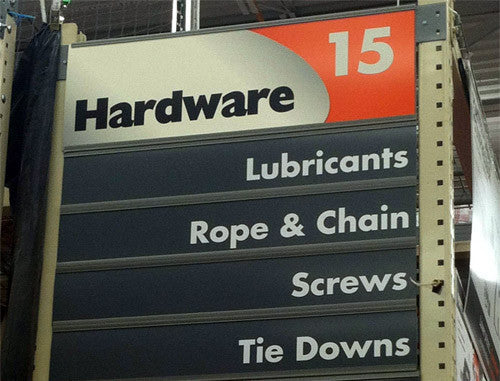 Hardware 15
Lubricants
Rope & Chain
Screws
Tie Downs